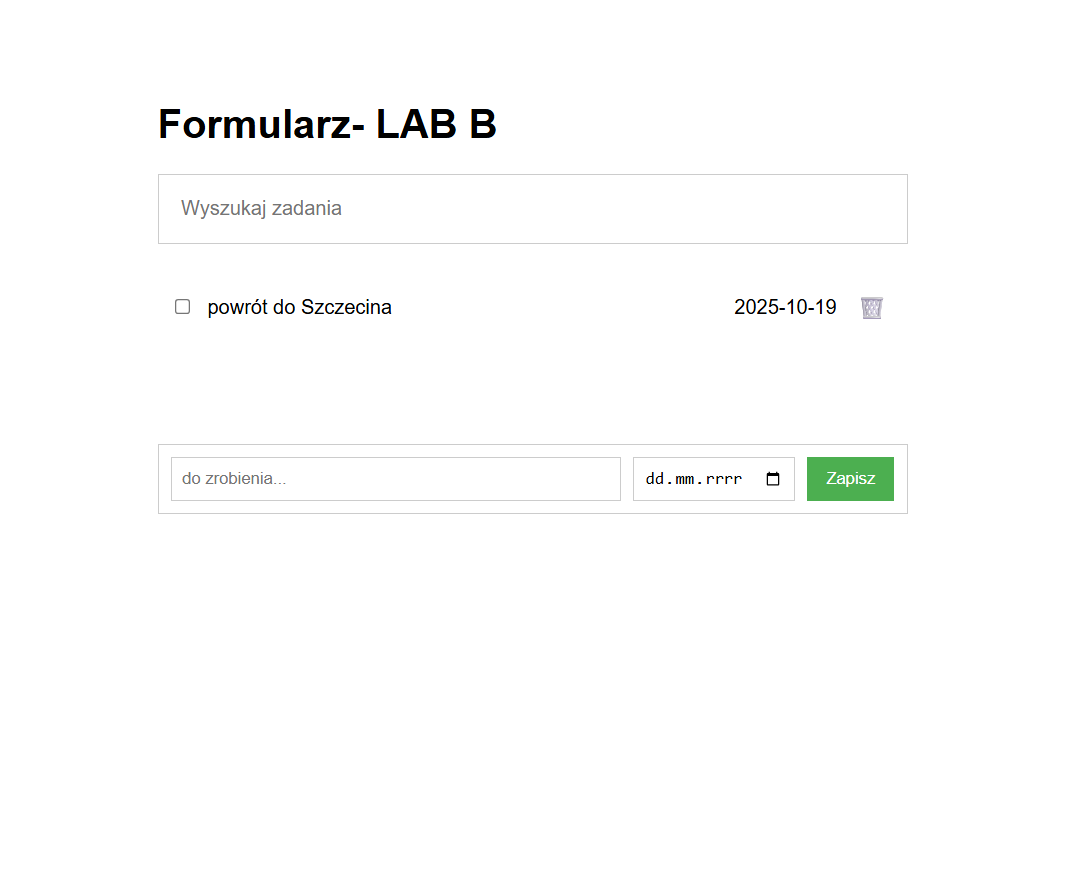 Formularz- LAB B
Wyszukaj zadania
powrót do Szczecina 2025-10-19
do zrobienia... dd.mm.rrrr Zapisz